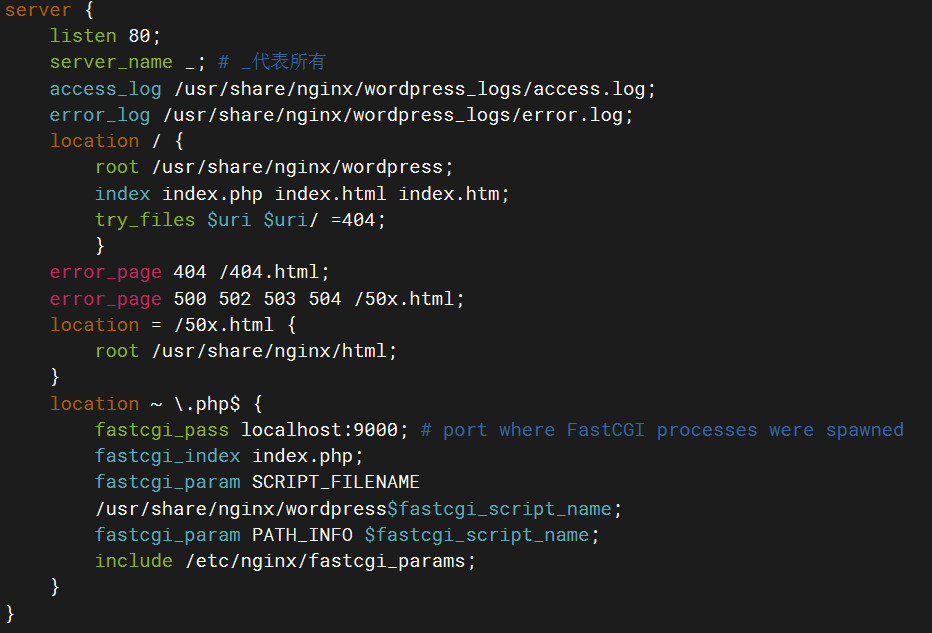 server {
    listen 80;
    server_name _; # _代表所有
    access_log /usr/share/nginx/wordpress_logs/access.log;
    error_log /usr/share/nginx/wordpress_logs/error.log;
    location / {
        root /usr/share/nginx/wordpress;
        index index.php index.html index.htm;
        try_files $uri $uri/ =404;
        }
    error_page 404 /404.html;
    error_page 500 502 503 504 /50x.html;
    location = /50x.html {
        root /usr/share/nginx/html;
    }
    location ~ \.php$ {
        fastcgi_pass localhost:9000; # port where FastCGI processes were spawned
        fastcgi_index index.php;
        fastcgi_param SCRIPT_FILENAME
        /usr/share/nginx/wordpress$fastcgi_script_name;
        fastcgi_param PATH_INFO $fastcgi_script_name;
        include /etc/nginx/fastcgi_params;
    }
}